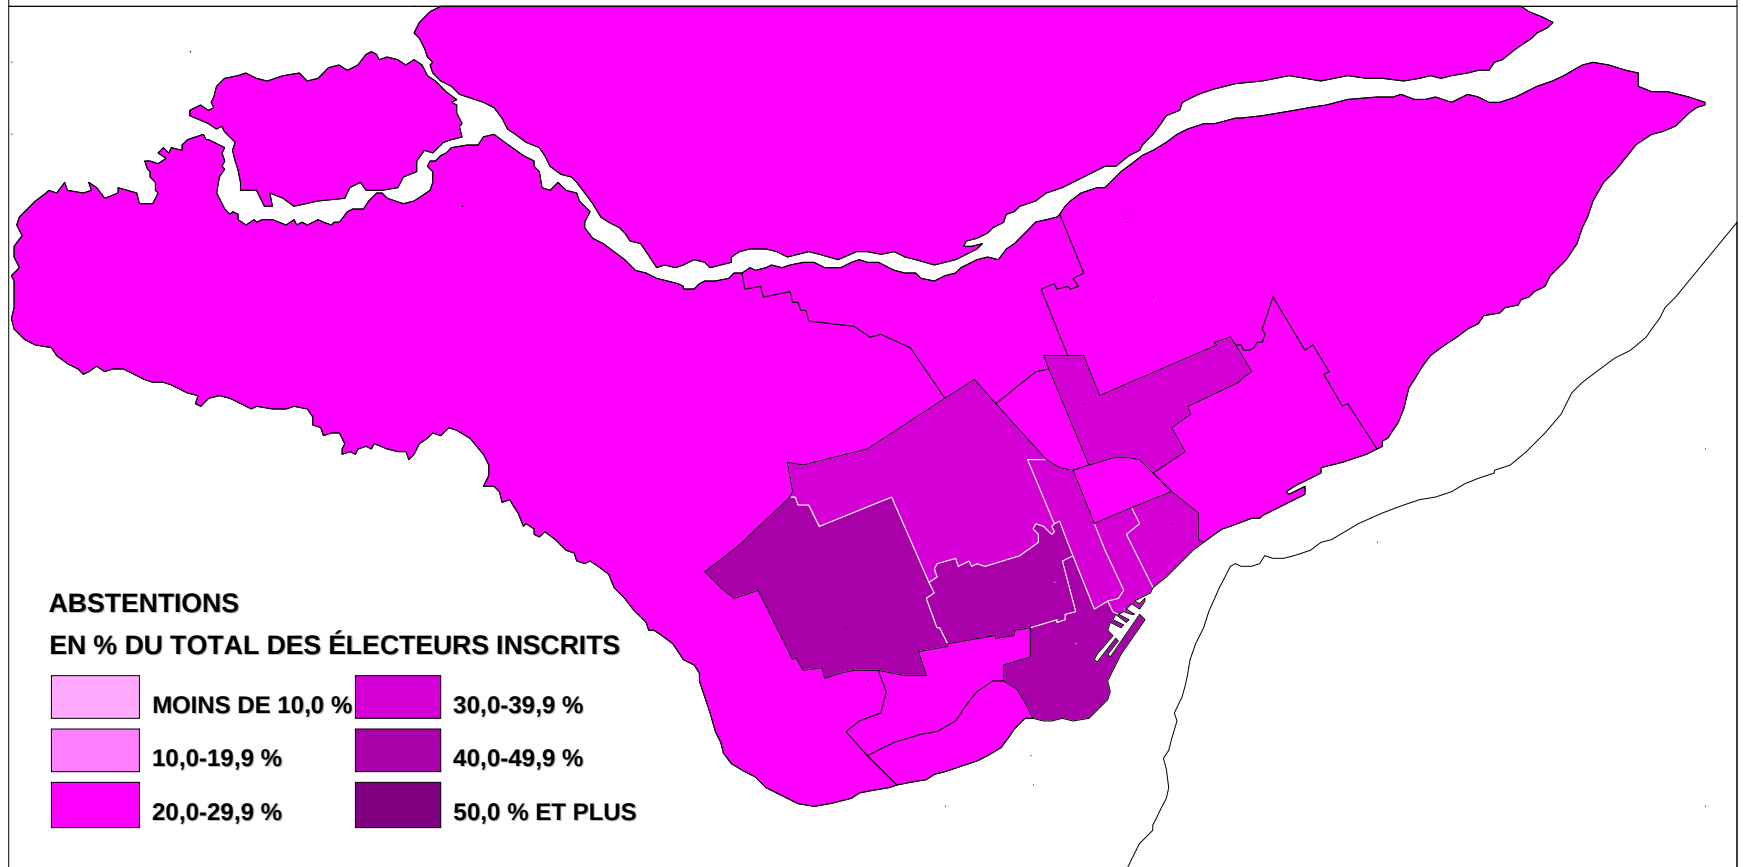 ABSTENTIONS
EN % DU TOTAL DES ÉLECTEURS INSCRITS
MOINS DE 10,0 %
10,0-19,9 %
20,0-29,9 %
30,0-39,9 %
40,0-49,9 %
50,0 % ET PLUS